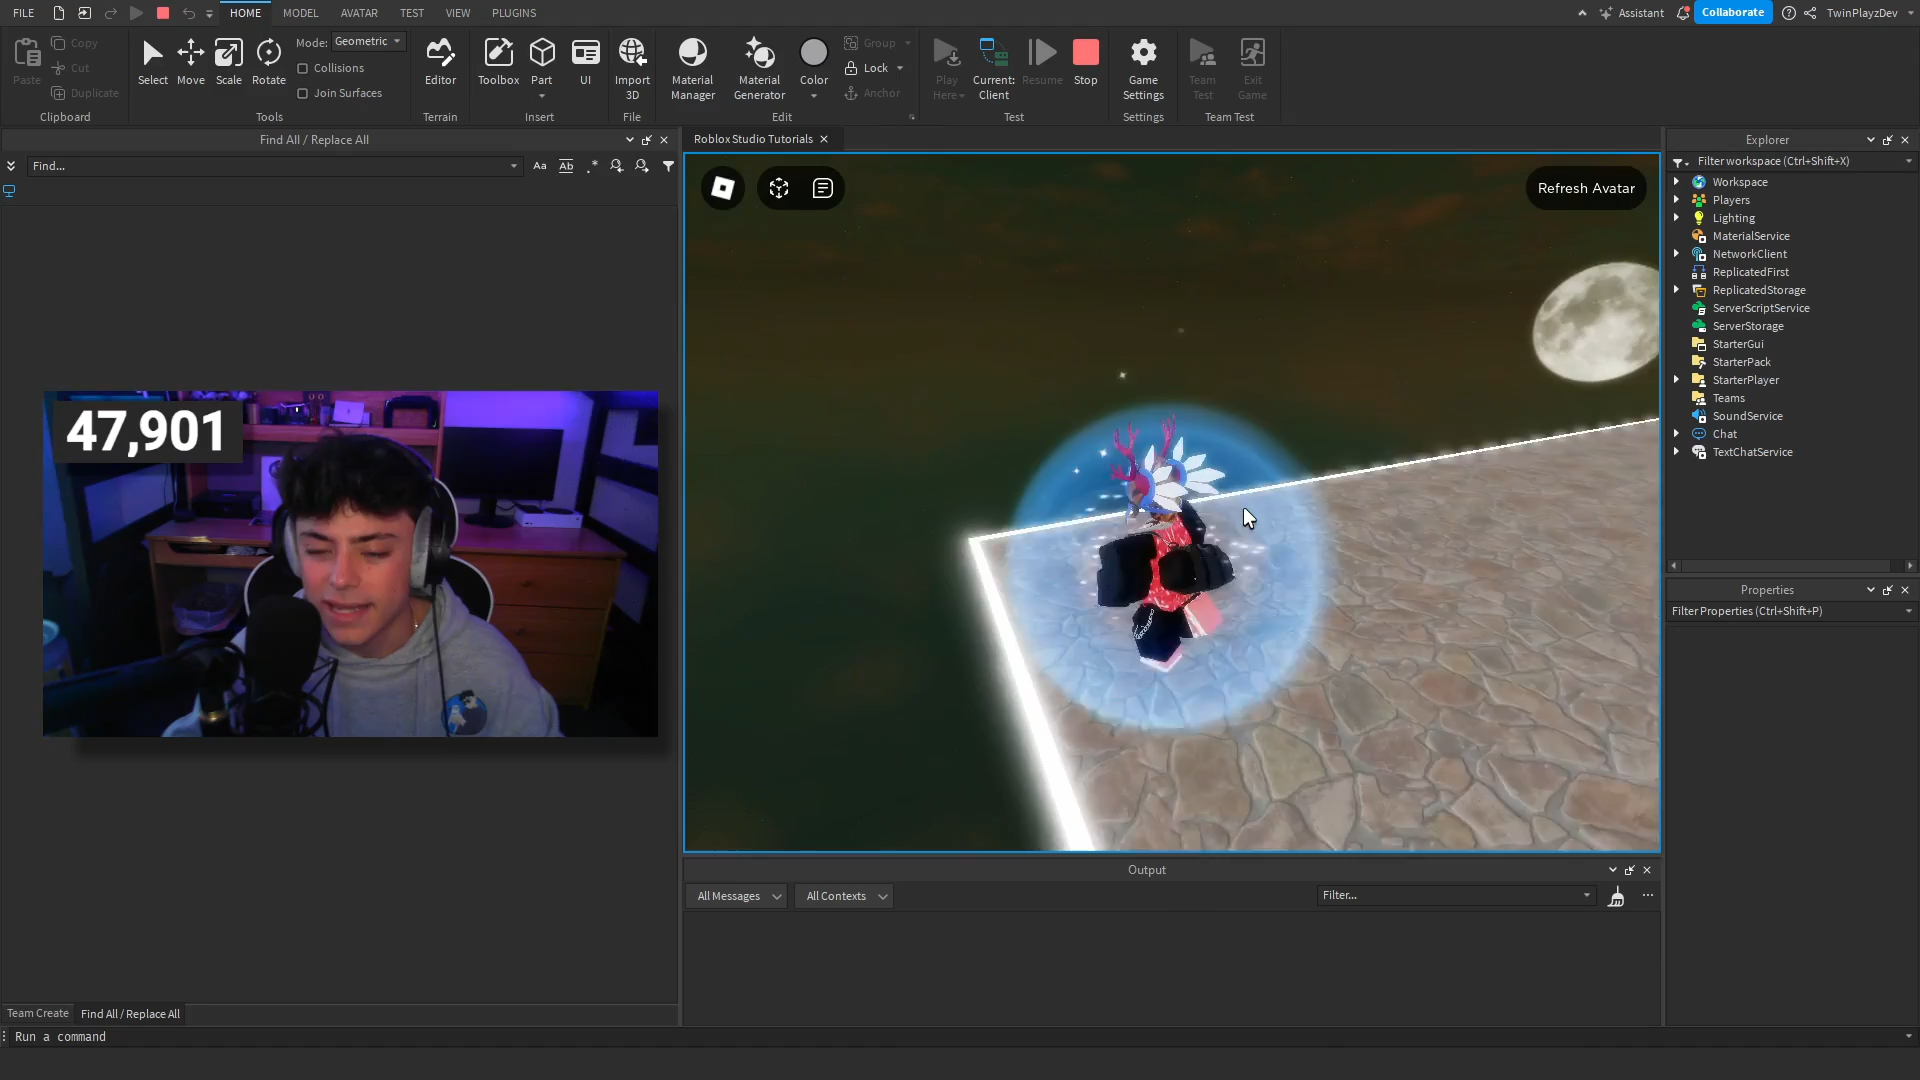 FILE HOME MODEL AVATAR TEST VIEW PLUGINS Assistant Collaborate TwinPlayzDev
Paste Copy Cut Duplicate Clipboard
Select Move Scale Rotate Mode: Geometric Collisions Join Surfaces Tools
Editor Terrain
Toolbox Part UI Insert
Import 3D File
Material Manager Material Generator Color Group Lock Anchor Edit
Play Here Current: Client Resume Stop Test
Game Settings Settings
Team Test Exit Game Team Test
Find All / Replace All
Find... Aa Ab .*
47,901
Roblox Studio Tutorials
Refresh Avatar
Output
All Messages All Contexts Filter...
Explorer
Filter workspace (Ctrl+Shift+X)
Workspace
Players
Lighting
MaterialService
NetworkClient
ReplicatedFirst
ReplicatedStorage
ServerScriptService
ServerStorage
StarterGui
StarterPack
StarterPlayer
Teams
SoundService
Chat
TextChatService
Properties
Filter Properties (Ctrl+Shift+P)
Team Create Find All / Replace All
Run a command